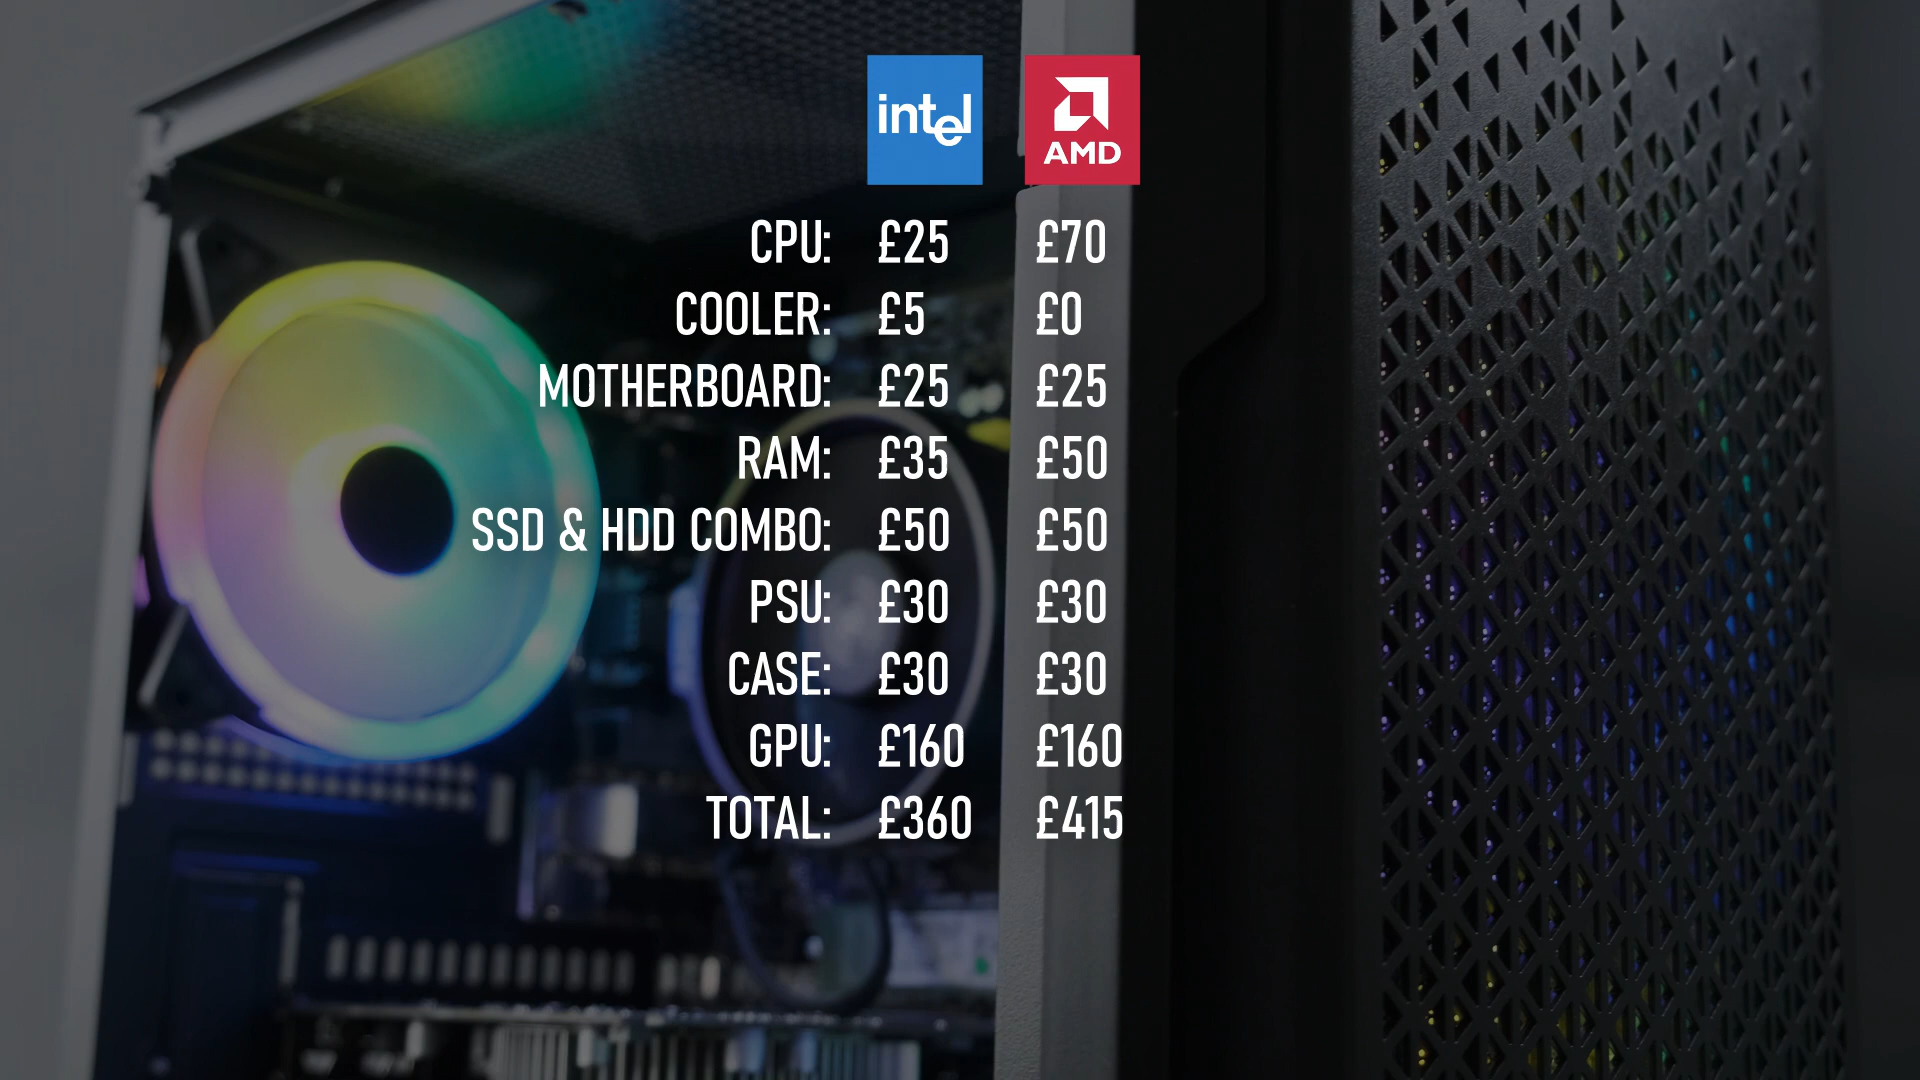 intel AMD
CPU: £25 £70
COOLER: £5 £0
MOTHERBOARD: £25 £25
RAM: £35 £50
SSD & HDD COMBO: £50 £50
PSU: £30 £30
CASE: £30 £30
GPU: £160 £160
TOTAL: £360 £415